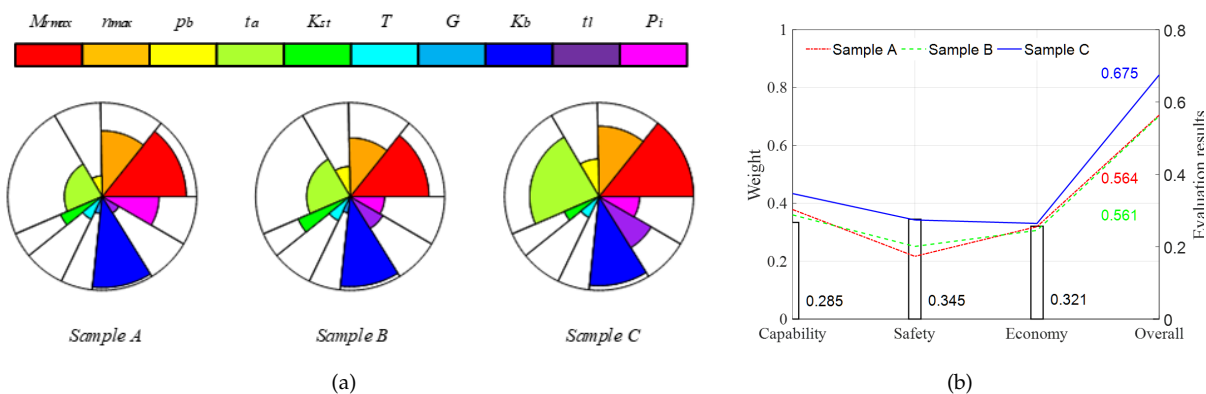 Mrmax nmax pb ta Kst T G Kb tl Pi
Sample A Sample B Sample C
(a)
1 0.8
Sample A Sample B Sample C
0.675
0.8
0.6
0.6
Weight
Evaluation results
0.564
0.4
0.4
0.561
0.2
0.2
0.285 0.345 0.321
0 0
Capability Safety Economy Overall
(b)